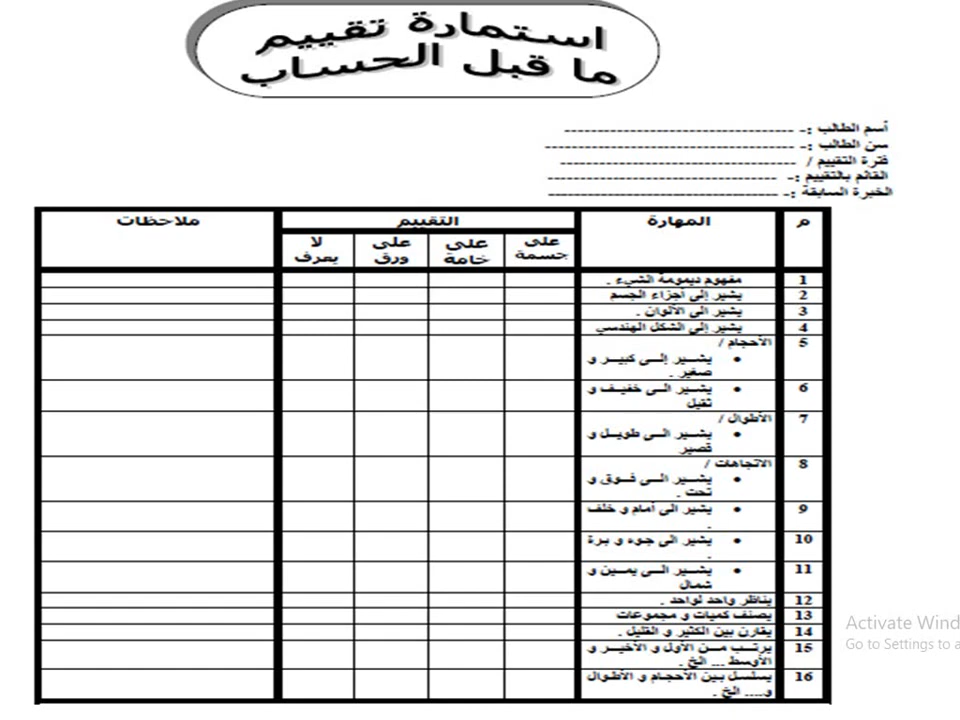 استمارة تقييم
ما قبل الحساب
أسم الطالب :-
سن الطالب :-
فترة التقييم /
القائم بالتقييم :-
الخبرة السابقة :-
م المهارة التقييم ملاحظات
على جسمة على خامة على ورق لا يعرف
1 مفهوم ديمومة الشيء .
2 يشير إلى أجزاء الجسم
3 يشير الى الألوان .
4 يشير إلى الشكل الهندسي
5 الأحجام /
• يشير إلى كبير و
صغير .
6 • يشير الى خفيف و
ثقيل
7 الأطوال /
• يشير الى طويل و
قصير
8 الاتجاهات /
• يشير الى فوق و
تحت .
9 • يشير الى أمام و خلف
.
10 • يشير الى جوه و برة
.
11 • يشير الى يمين و
شمال
12 يناظر واحد لواحد .
13 يصنف كميات و مجموعات
14 يقارن بين الكثير و القليل .
15 يرتب من الأول و الأخير و
الأوسط ... الخ .
16 يسلسل بين الأحجام و الأطوال
و.... الخ .
Activate Wind
Go to Settings to a